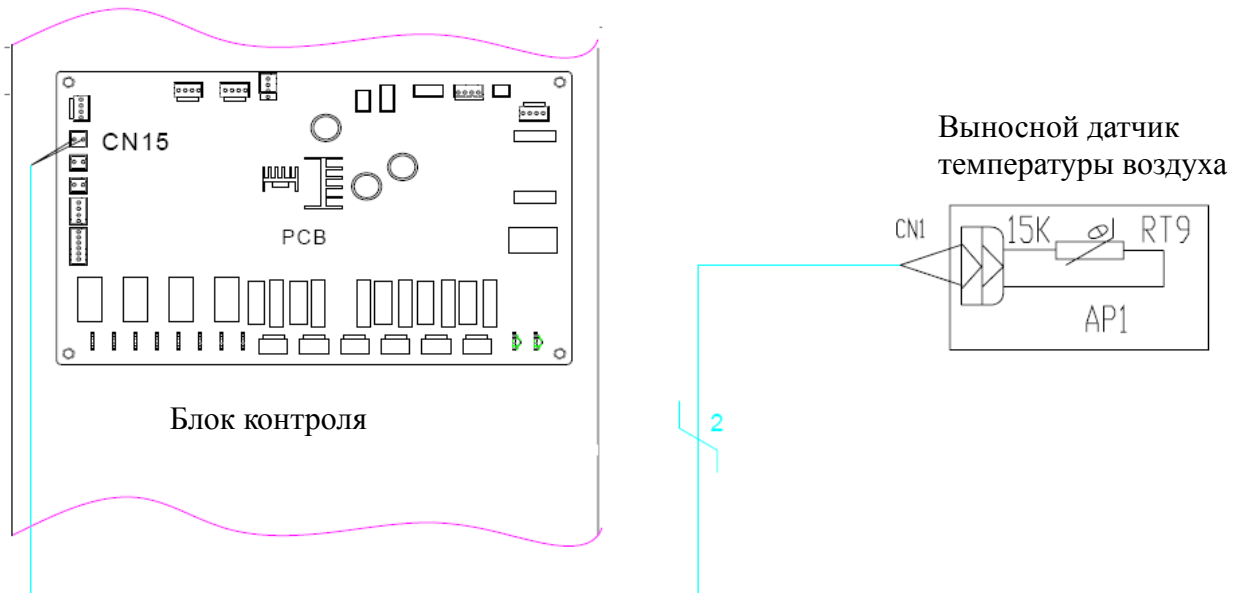 CN15
PCB
Блок контроля
Выносной датчик
температуры воздуха
CN1
15K
RT9
AP1
2